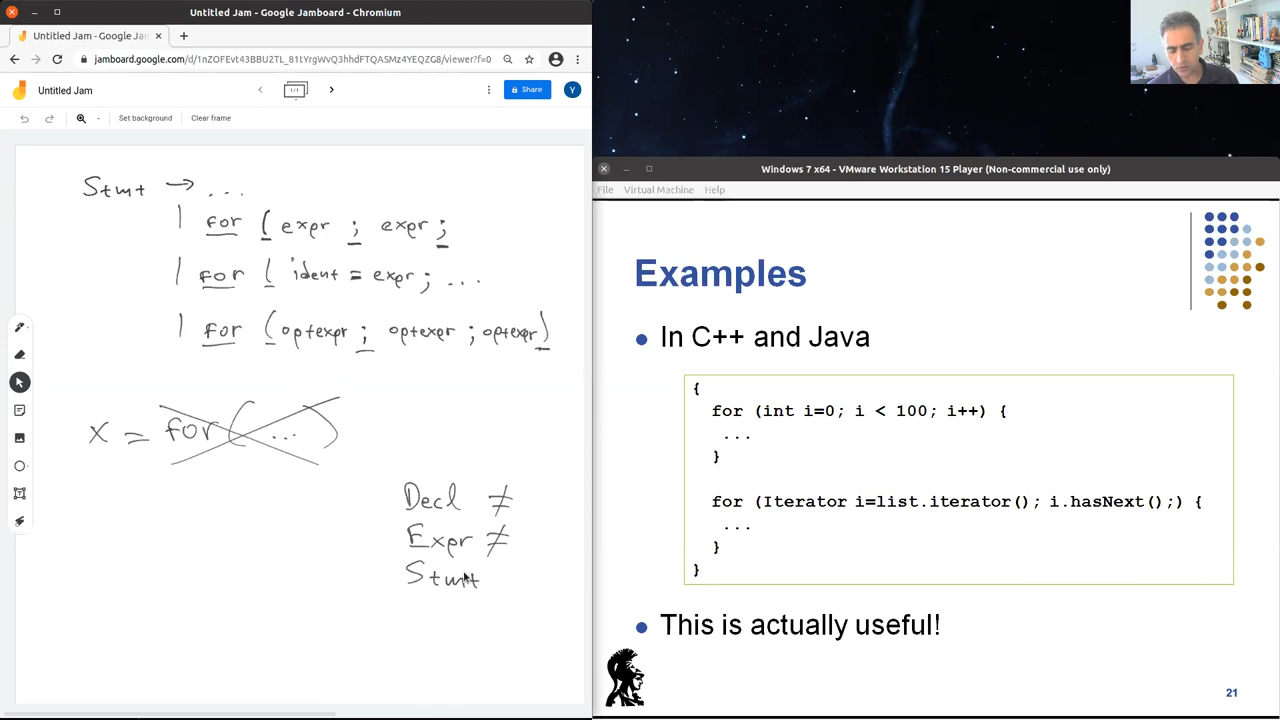 Untitled Jam - Google Jamboard - Chromium
Untitled Jam - Google Jan
jamboard.google.com/d/1nZOFEvt43BBU2TL_81tYrgWvQ3hhdFTQASMz4YEQZG8/viewer?f=0
Untitled Jam
1/1
Share
Y
Set background
Clear frame
Stmt → ...
| for ( expr ; expr ;
| for ( ident = expr ; ...
| for ( optexpr ; optexpr ; optexpr )
x = for ( ... )
Decl ≠
Expr ≠
Stmt
Windows 7 x64 - VMware Workstation 15 Player (Non-commercial use only)
File Virtual Machine Help
Examples
In C++ and Java
{
for (int i=0; i < 100; i++) {
...
}
for (Iterator i=list.iterator(); i.hasNext();) {
...
}
}
This is actually useful!
21